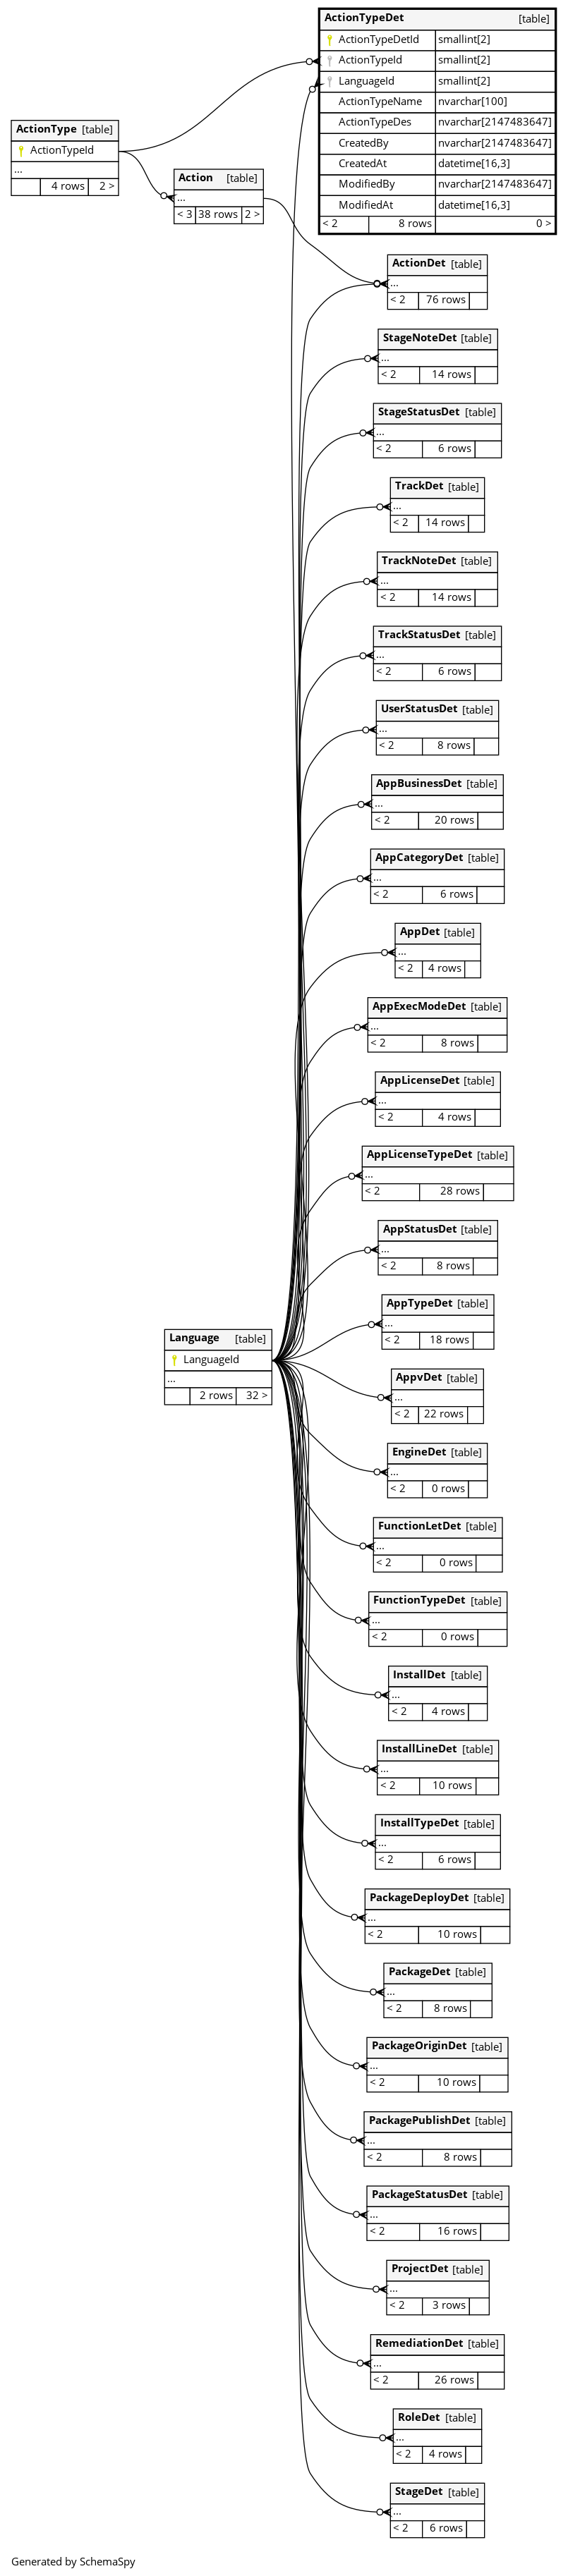 ActionTypeDet [table]
ActionTypeDetId smallint[2]
ActionTypeId smallint[2]
LanguageId smallint[2]
ActionTypeName nvarchar[100]
ActionTypeDes nvarchar[2147483647]
CreatedBy nvarchar[2147483647]
CreatedAt datetime[16,3]
ModifiedBy nvarchar[2147483647]
ModifiedAt datetime[16,3]
< 2 8 rows 0 >
ActionType [table]
ActionTypeId
...
4 rows 2 >
Action [table]
...
< 3 38 rows 2 >
ActionDet [table]
...
< 2 76 rows
StageNoteDet [table]
...
< 2 14 rows
StageStatusDet [table]
...
< 2 6 rows
TrackDet [table]
...
< 2 14 rows
TrackNoteDet [table]
...
< 2 14 rows
TrackStatusDet [table]
...
< 2 6 rows
UserStatusDet [table]
...
< 2 8 rows
AppBusinessDet [table]
...
< 2 20 rows
AppCategoryDet [table]
...
< 2 6 rows
AppDet [table]
...
< 2 4 rows
AppExecModeDet [table]
...
< 2 8 rows
AppLicenseDet [table]
...
< 2 4 rows
AppLicenseTypeDet [table]
...
< 2 28 rows
AppStatusDet [table]
...
< 2 8 rows
AppTypeDet [table]
...
< 2 18 rows
Language [table]
LanguageId
...
2 rows 32 >
AppvDet [table]
...
< 2 22 rows
EngineDet [table]
...
< 2 0 rows
FunctionLetDet [table]
...
< 2 0 rows
FunctionTypeDet [table]
...
< 2 0 rows
InstallDet [table]
...
< 2 4 rows
InstallLineDet [table]
...
< 2 10 rows
InstallTypeDet [table]
...
< 2 6 rows
PackageDeployDet [table]
...
< 2 10 rows
PackageDet [table]
...
< 2 8 rows
PackageOriginDet [table]
...
< 2 10 rows
PackagePublishDet [table]
...
< 2 8 rows
PackageStatusDet [table]
...
< 2 16 rows
ProjectDet [table]
...
< 2 3 rows
RemediationDet [table]
...
< 2 26 rows
RoleDet [table]
...
< 2 4 rows
StageDet [table]
...
< 2 6 rows
Generated by SchemaSpy